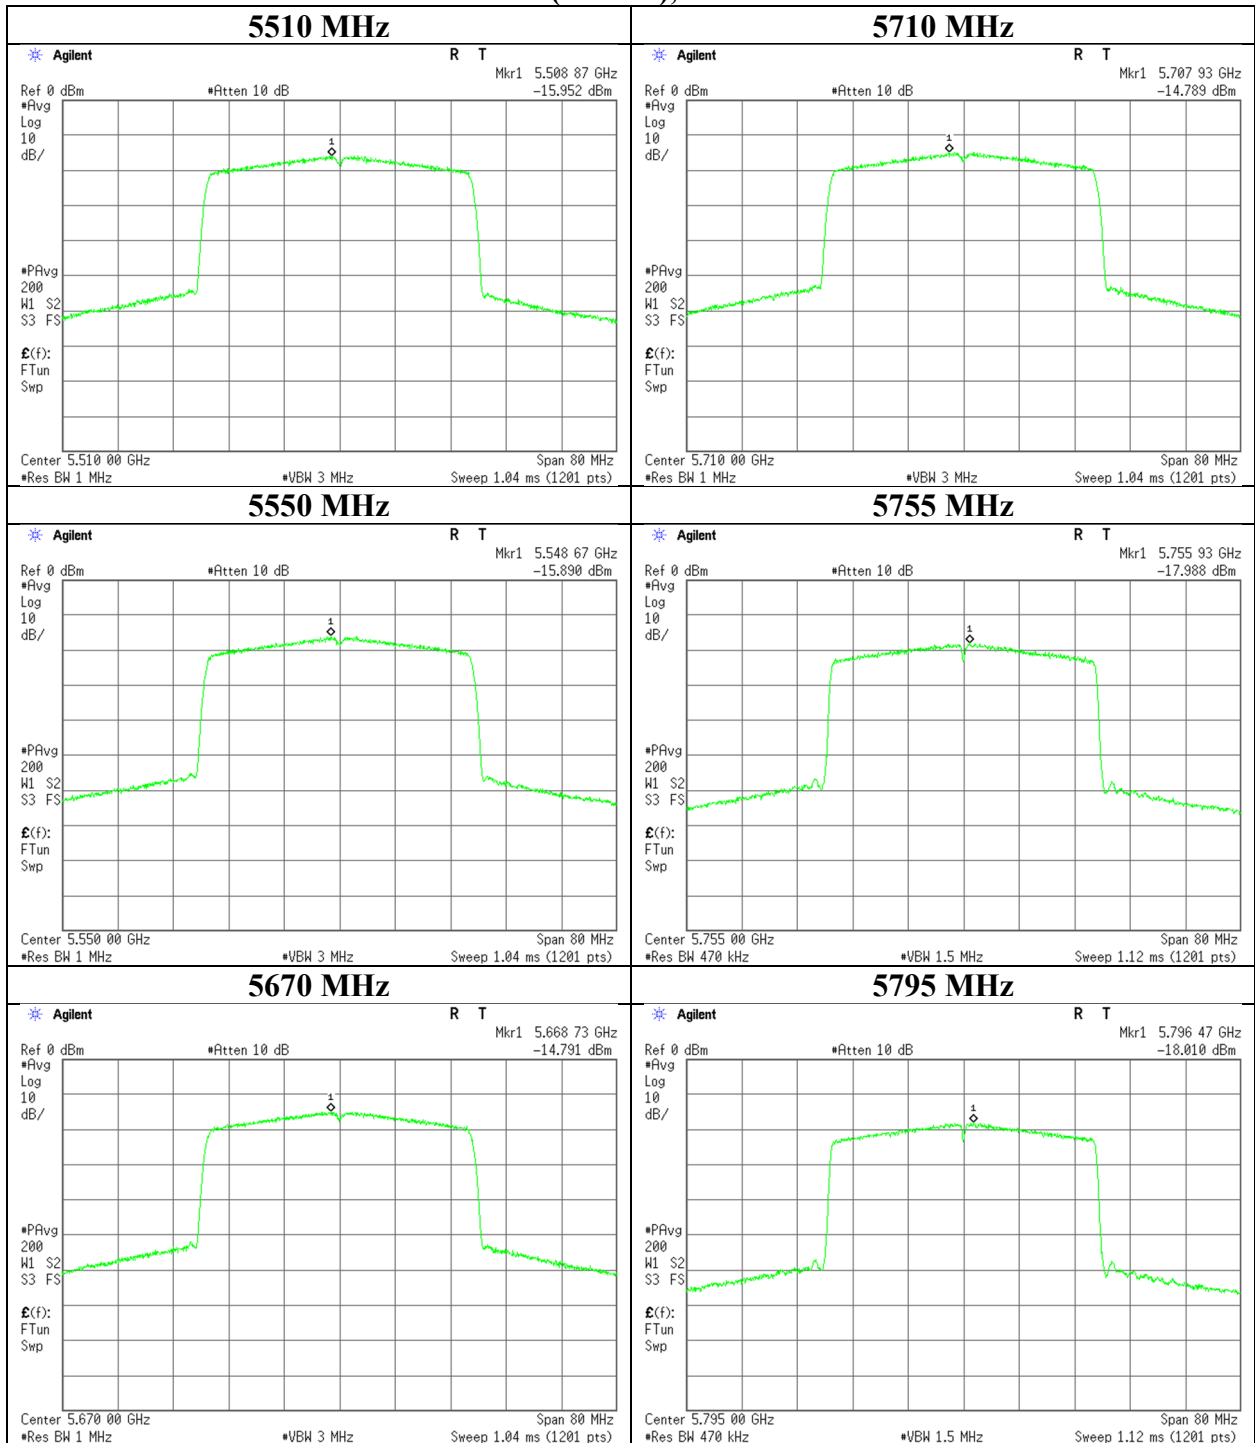 5510 MHz
Agilent R T
Mkr1 5.508 87 GHz
Ref 0 dBm #Atten 10 dB -15.952 dBm
#Avg
Log
10
dB/
1
#PAvg
200
W1 S2
S3 FS
£(f):
FTun
Swp
Center 5.510 00 GHz Span 80 MHz
#Res BW 1 MHz #VBW 3 MHz Sweep 1.04 ms (1201 pts)
5710 MHz
Agilent R T
Mkr1 5.707 93 GHz
Ref 0 dBm #Atten 10 dB -14.789 dBm
#Avg
Log
10
dB/
1
#PAvg
200
W1 S2
S3 FS
£(f):
FTun
Swp
Center 5.710 00 GHz Span 80 MHz
#Res BW 1 MHz #VBW 3 MHz Sweep 1.04 ms (1201 pts)
5550 MHz
Agilent R T
Mkr1 5.548 67 GHz
Ref 0 dBm #Atten 10 dB -15.890 dBm
#Avg
Log
10
dB/
1
#PAvg
200
W1 S2
S3 FS
£(f):
FTun
Swp
Center 5.550 00 GHz Span 80 MHz
#Res BW 1 MHz #VBW 3 MHz Sweep 1.04 ms (1201 pts)
5755 MHz
Agilent R T
Mkr1 5.755 93 GHz
Ref 0 dBm #Atten 10 dB -17.988 dBm
#Avg
Log
10
dB/
1
#PAvg
200
W1 S2
S3 FS
£(f):
FTun
Swp
Center 5.755 00 GHz Span 80 MHz
#Res BW 470 kHz #VBW 1.5 MHz Sweep 1.12 ms (1201 pts)
5670 MHz
Agilent R T
Mkr1 5.668 73 GHz
Ref 0 dBm #Atten 10 dB -14.791 dBm
#Avg
Log
10
dB/
1
#PAvg
200
W1 S2
S3 FS
£(f):
FTun
Swp
Center 5.670 00 GHz Span 80 MHz
#Res BW 1 MHz #VBW 3 MHz Sweep 1.04 ms (1201 pts)
5795 MHz
Agilent R T
Mkr1 5.796 47 GHz
Ref 0 dBm #Atten 10 dB -18.010 dBm
#Avg
Log
10
dB/
1
#PAvg
200
W1 S2
S3 FS
£(f):
FTun
Swp
Center 5.795 00 GHz Span 80 MHz
#Res BW 470 kHz #VBW 1.5 MHz Sweep 1.12 ms (1201 pts)